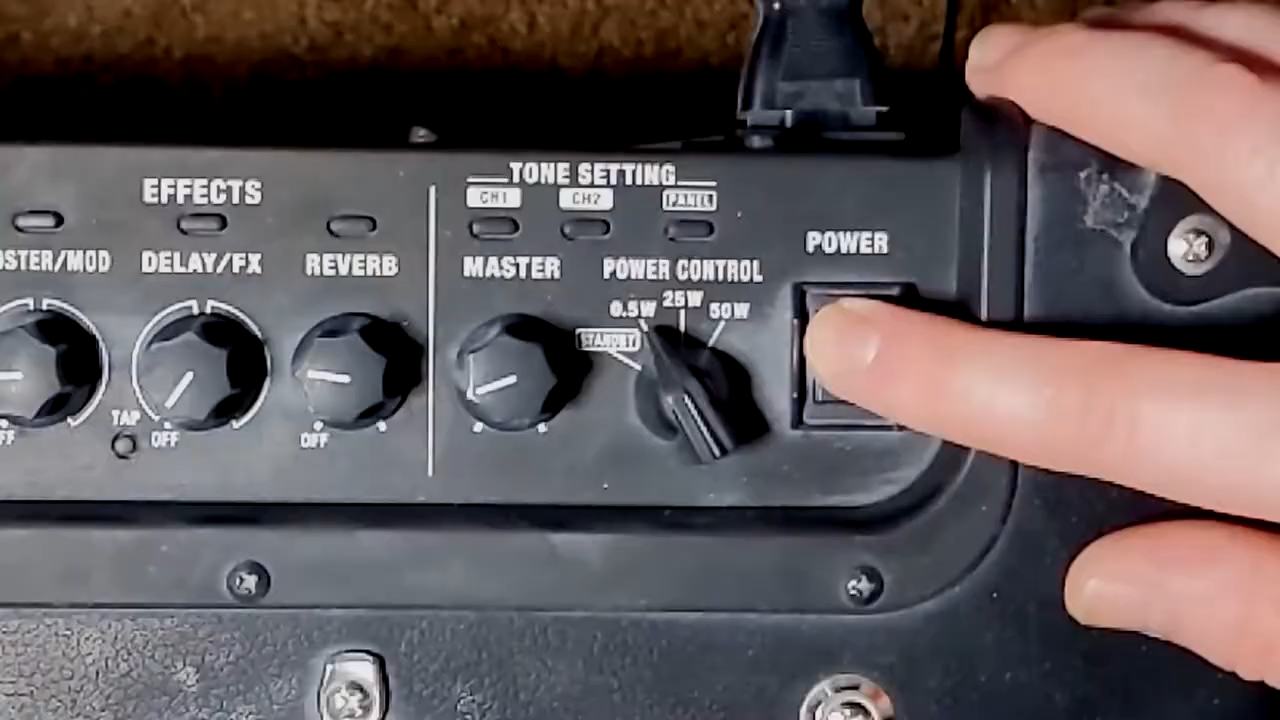 EFFECTS
TONE SETTING
CH1 CH2 PANEL
POWER
OSTER/MOD DELAY/FX REVERB MASTER POWER CONTROL
0.5W 25W 50W
STANDBY
TAP
FF OFF OFF